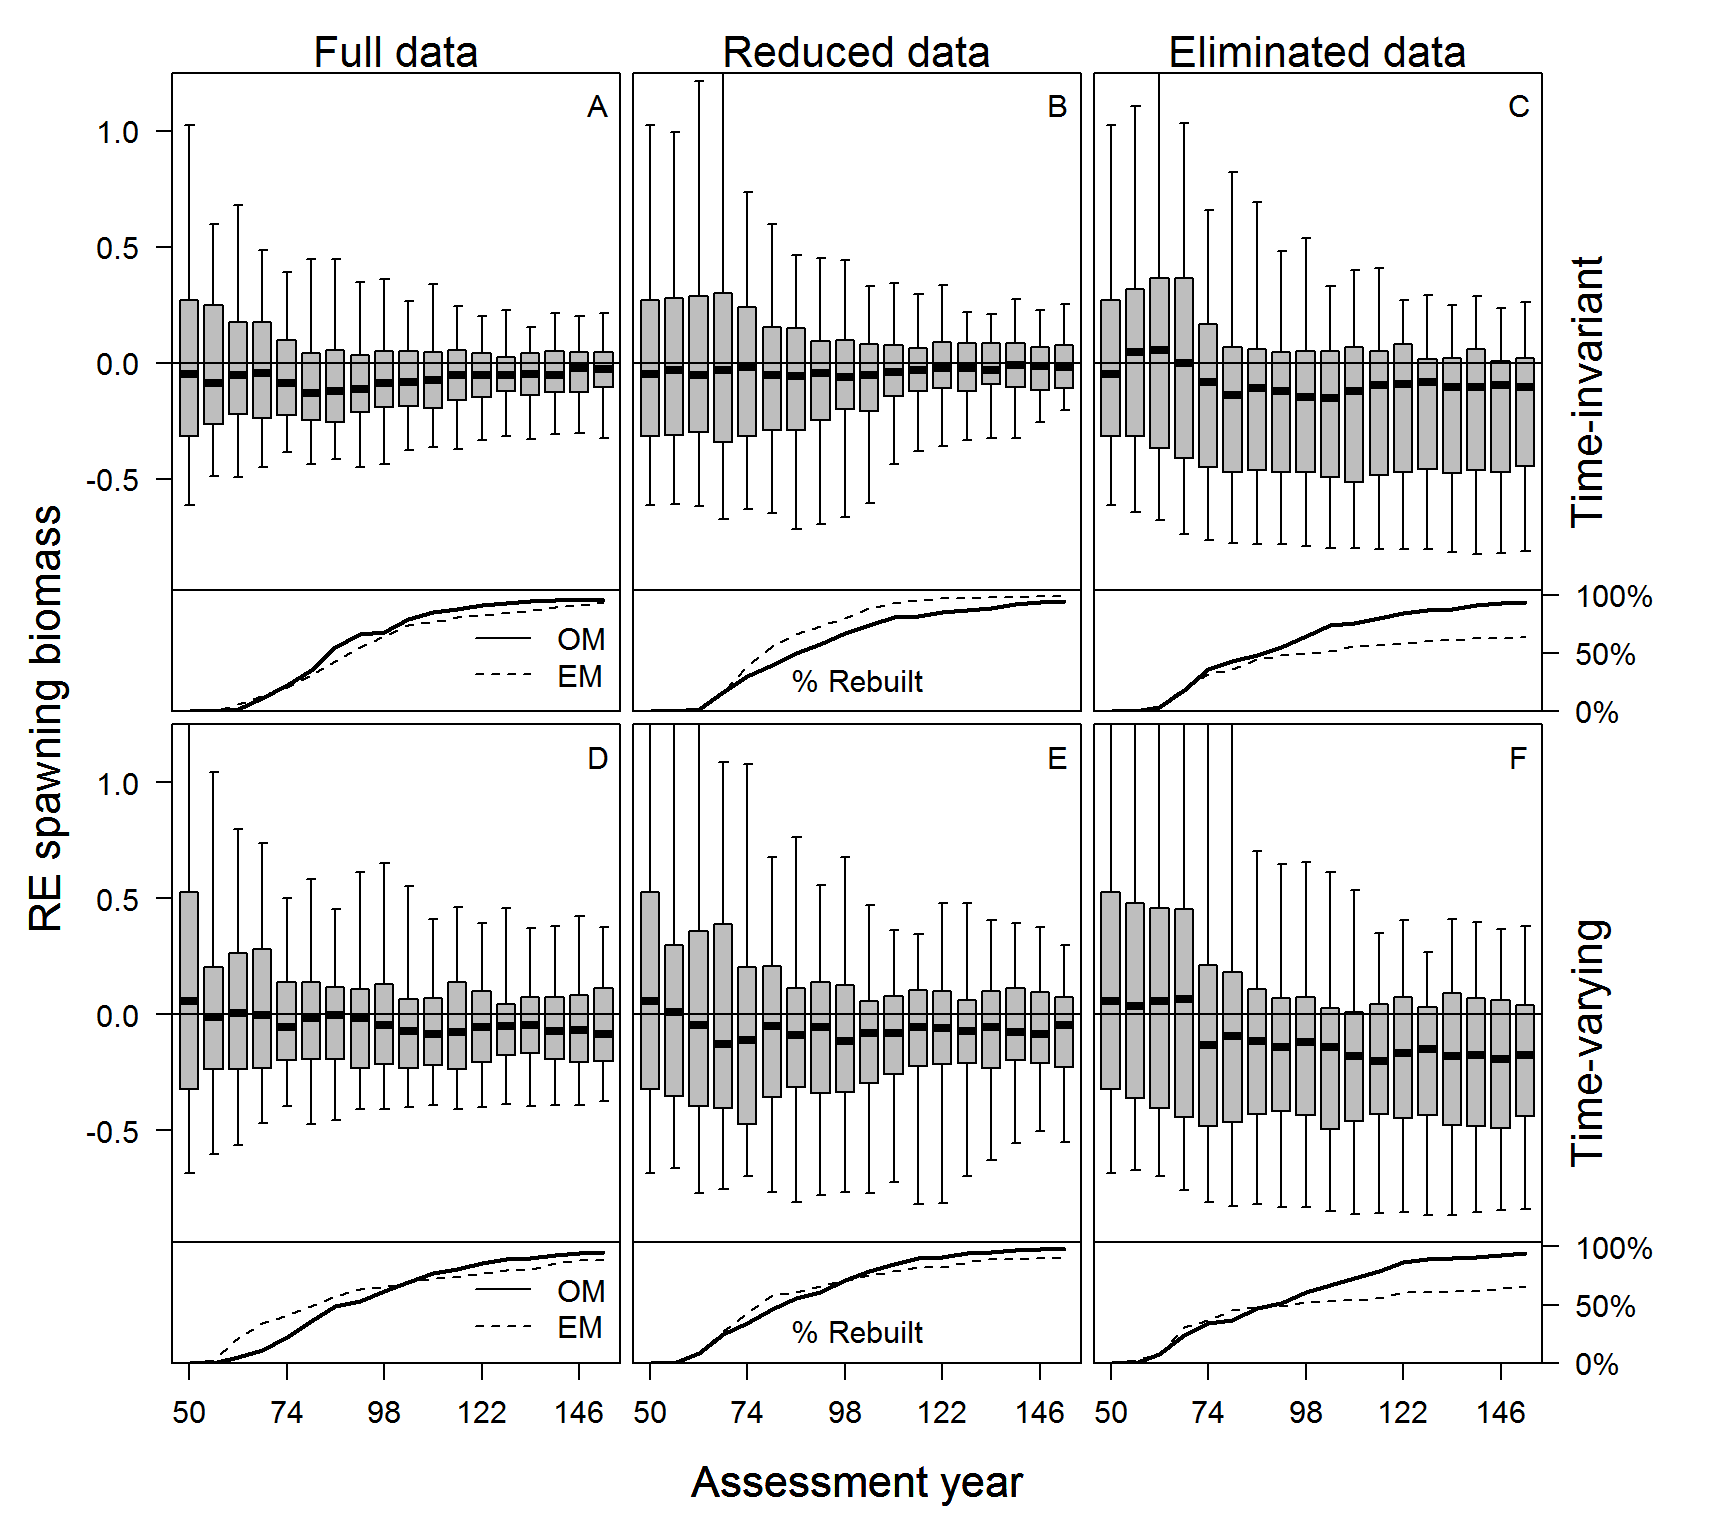 Full data
Reduced data
Eliminated data
A
B
C
1.0
0.5
0.0
-0.5
Time-invariant
OM
EM
% Rebuilt
100%
50%
0%
RE spawning biomass
D
E
F
1.0
0.5
0.0
-0.5
Time-varying
OM
EM
% Rebuilt
100%
50%
0%
50 74 98 122 146
50 74 98 122 146
50 74 98 122 146
Assessment year